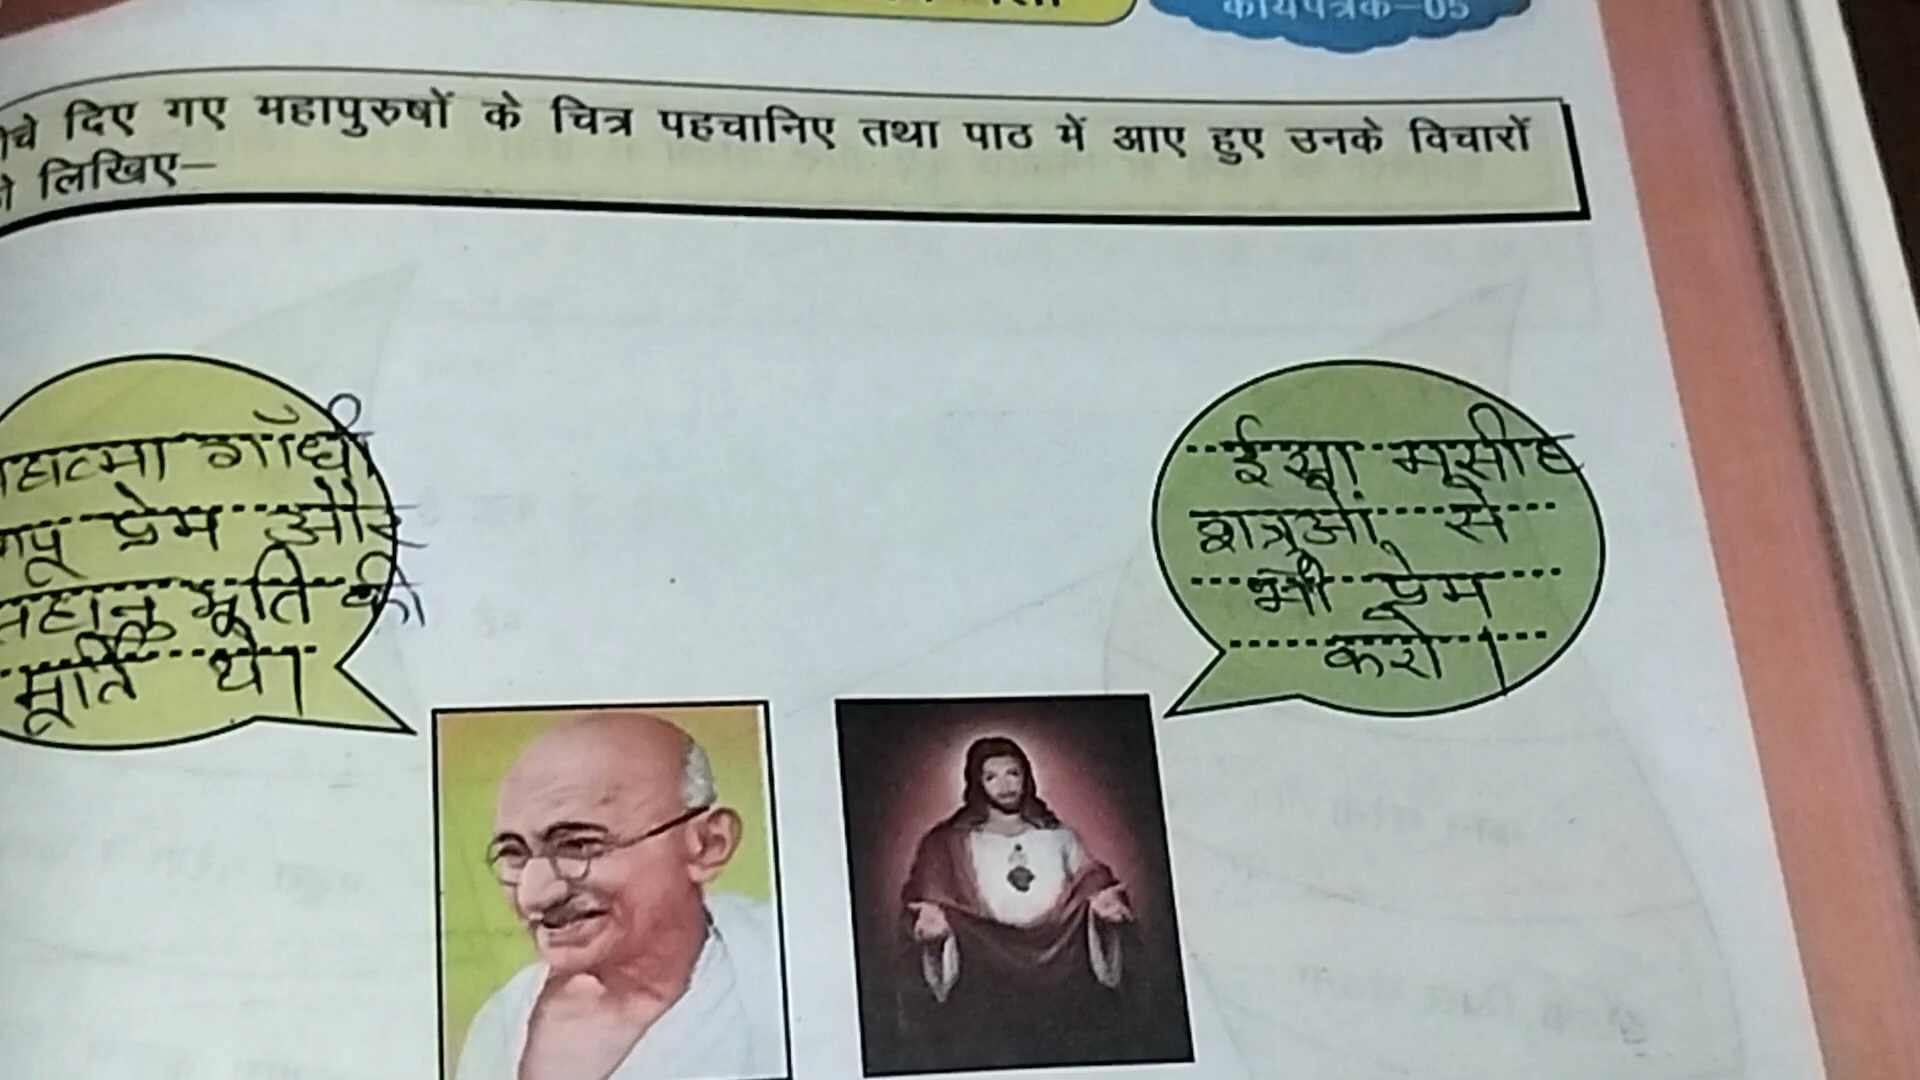 कार्यपत्रक–05
दिए गए महापुरुषों के चित्र पहचानिए तथा पाठ में आए हुए उनके विचारों
लिखिए–
गाँधी
प्रेम और
की
मूर्ति थे।
ईसा मसीह
शत्रुओं से
भी प्रेम
करो।